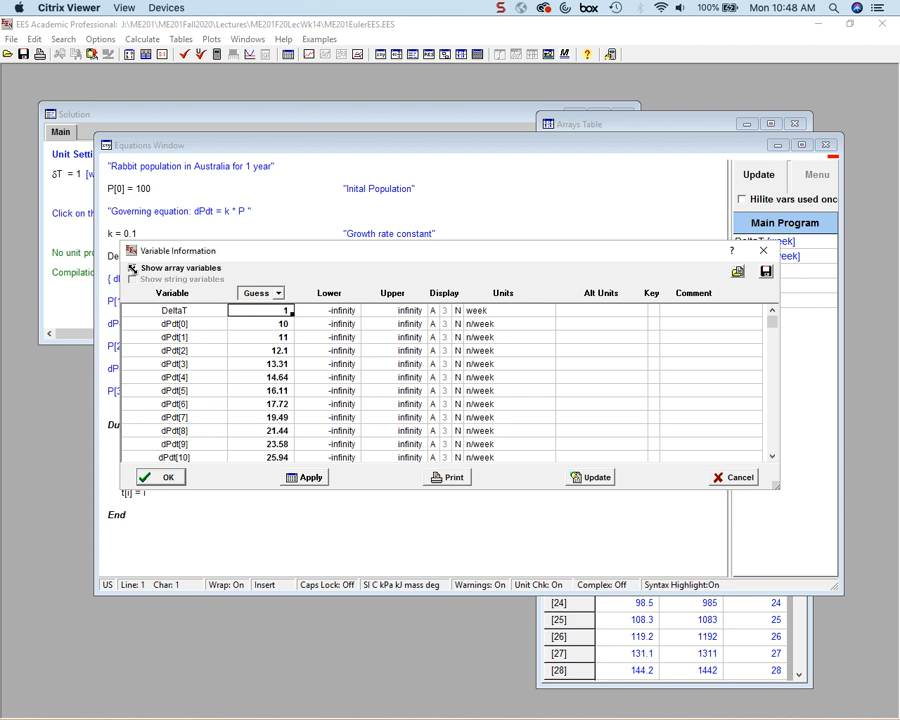 Citrix Viewer View Devices 100% Mon 10:48 AM
EES Academic Professional: J:\ME201\Fall2020\Lectures\ME201F20LecWk14\ME201EulerEES.EES
File Edit Search Options Calculate Tables Plots Windows Help Examples
Solution
Main
Unit Setti
δT = 1 [w
Click on th
No unit pro
Compilatio
Arrays Table
Equations Window
"Rabbit population in Australia for 1 year"
P[0] = 100 "Inital Population"
"Governing equation: dPdt = k * P "
k = 0.1 "Growth rate constant"
De
{ d
P[
dP
P[2
dP
P[3
Du
t[i] = i
End
Update Menu
Hilite vars used onc
Main Program
DeltaT [week]
eek]
Variable Information
Show array variables
Show string variables
Variable Guess Lower Upper Display Units Alt Units Key Comment
DeltaT 1 -infinity infinity A 3 N week
dPdt[0] 10 -infinity infinity A 3 N n/week
dPdt[1] 11 -infinity infinity A 3 N n/week
dPdt[2] 12.1 -infinity infinity A 3 N n/week
dPdt[3] 13.31 -infinity infinity A 3 N n/week
dPdt[4] 14.64 -infinity infinity A 3 N n/week
dPdt[5] 16.11 -infinity infinity A 3 N n/week
dPdt[6] 17.72 -infinity infinity A 3 N n/week
dPdt[7] 19.49 -infinity infinity A 3 N n/week
dPdt[8] 21.44 -infinity infinity A 3 N n/week
dPdt[9] 23.58 -infinity infinity A 3 N n/week
dPdt[10] 25.94 -infinity infinity A 3 N n/week
OK Apply Print Update Cancel
US Line: 1 Char: 1 Wrap: On Insert Caps Lock: Off SI C kPa kJ mass deg Warnings: On Unit Chk: On Complex: Off Syntax Highlight:On
[24] 98.5 985 24
[25] 108.3 1083 25
[26] 119.2 1192 26
[27] 131.1 1311 27
[28] 144.2 1442 28